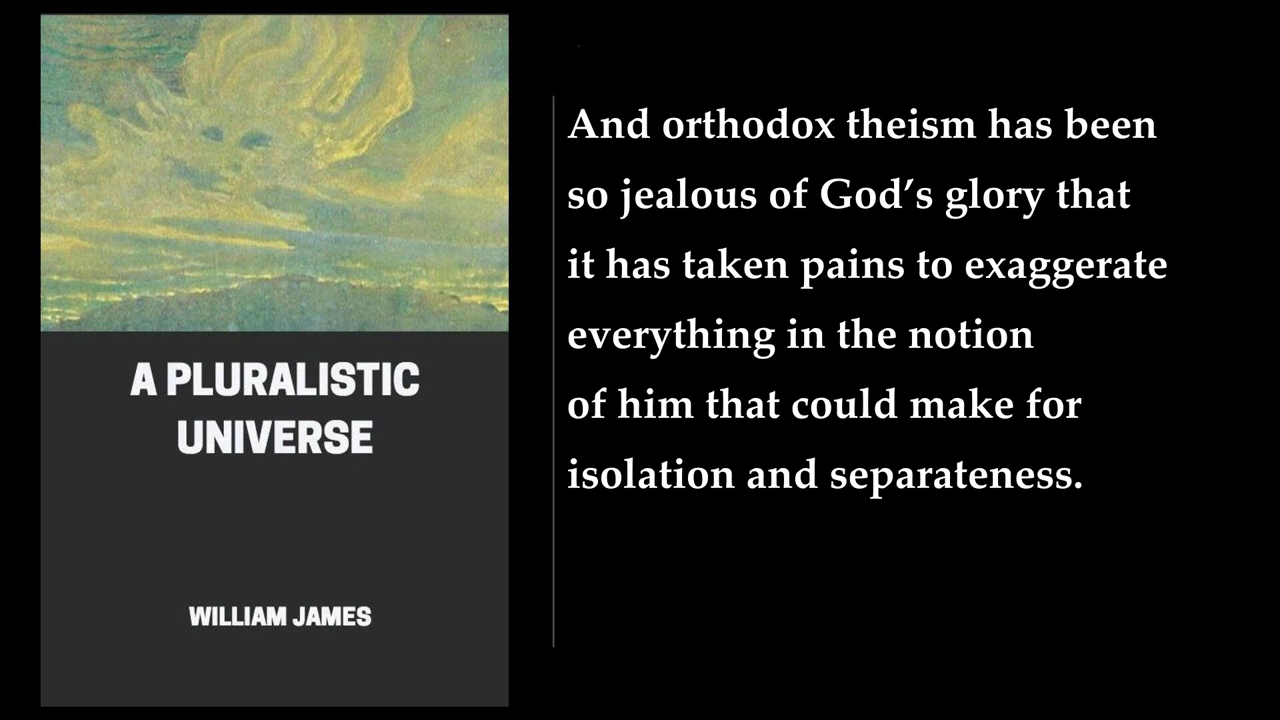 A PLURALISTIC
UNIVERSE
WILLIAM JAMES
And orthodox theism has been
so jealous of God’s glory that
it has taken pains to exaggerate
everything in the notion
of him that could make for
isolation and separateness.